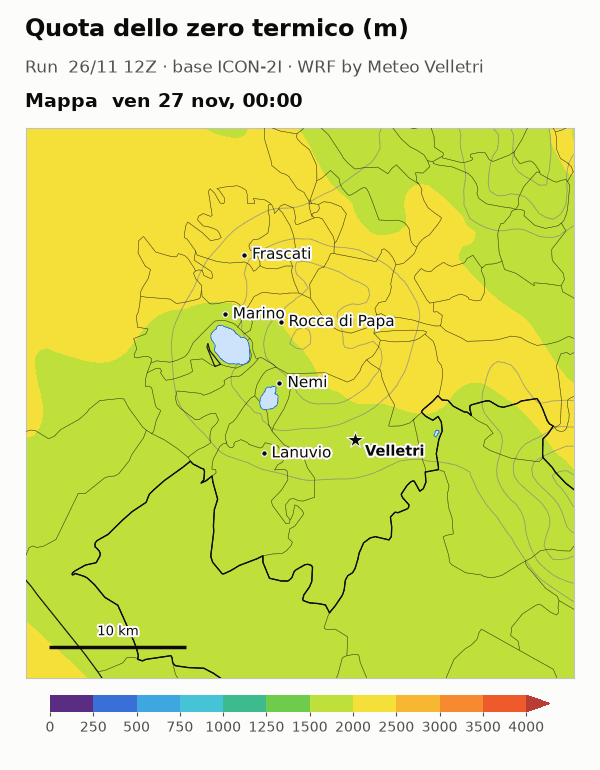 Quota dello zero termico (m)
Run  26/11 12Z · base ICON-2I · WRF by Meteo Velletri
Mappa  ven 27 nov, 00:00
Frascati
Marino
Rocca di Papa
Nemi
Velletri
Lanuvio
10 km
0 250 500 750 1000 1250 1500 2000 2500 3000 3500 4000